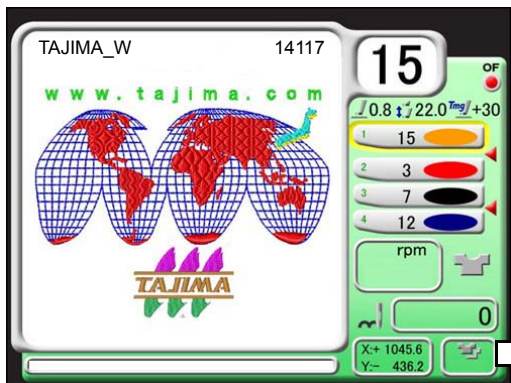 TAJIMA_W 14117
www.tajima.com
TAJIMA
15
OF
0.8 22.0 Tmg +30
1 15
2 3
3 7
4 12
rpm
0
X:+ 1045.6
Y:- 436.2